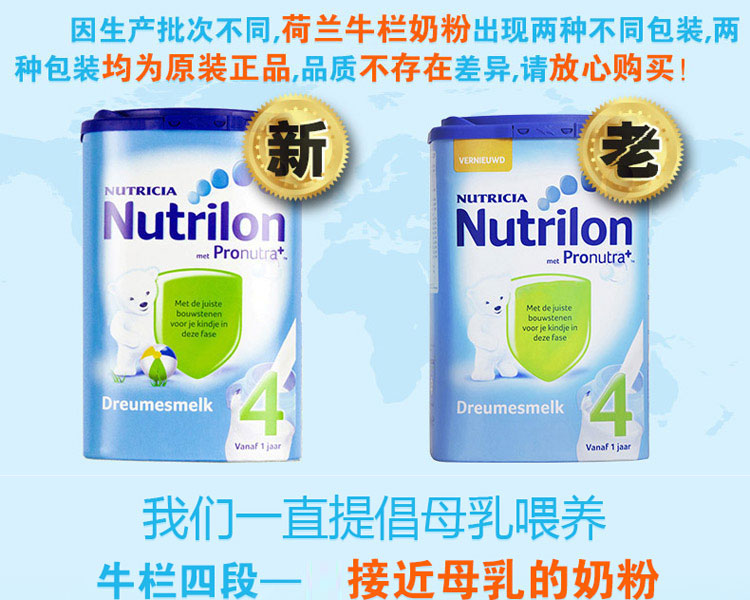 因生产批次不同,荷兰牛栏奶粉出现两种不同包装,两
种包装均为原装正品,品质不存在差异,请放心购买!
新
NUTRICIA
Nutrilon
met Pronutra+™
Met de juiste
bouwstenen
voor je kindje in
deze fase
Dreumesmelk
4
Vanaf 1 jaar
老
VERNIEUWD
NUTRICIA
Nutrilon
met Pronutra+™
Met de juiste
bouwstenen
voor je kindje in
deze fase
Dreumesmelk
4
Vanaf 1 jaar
我们一直提倡母乳喂养
牛栏四段— 接近母乳的奶粉